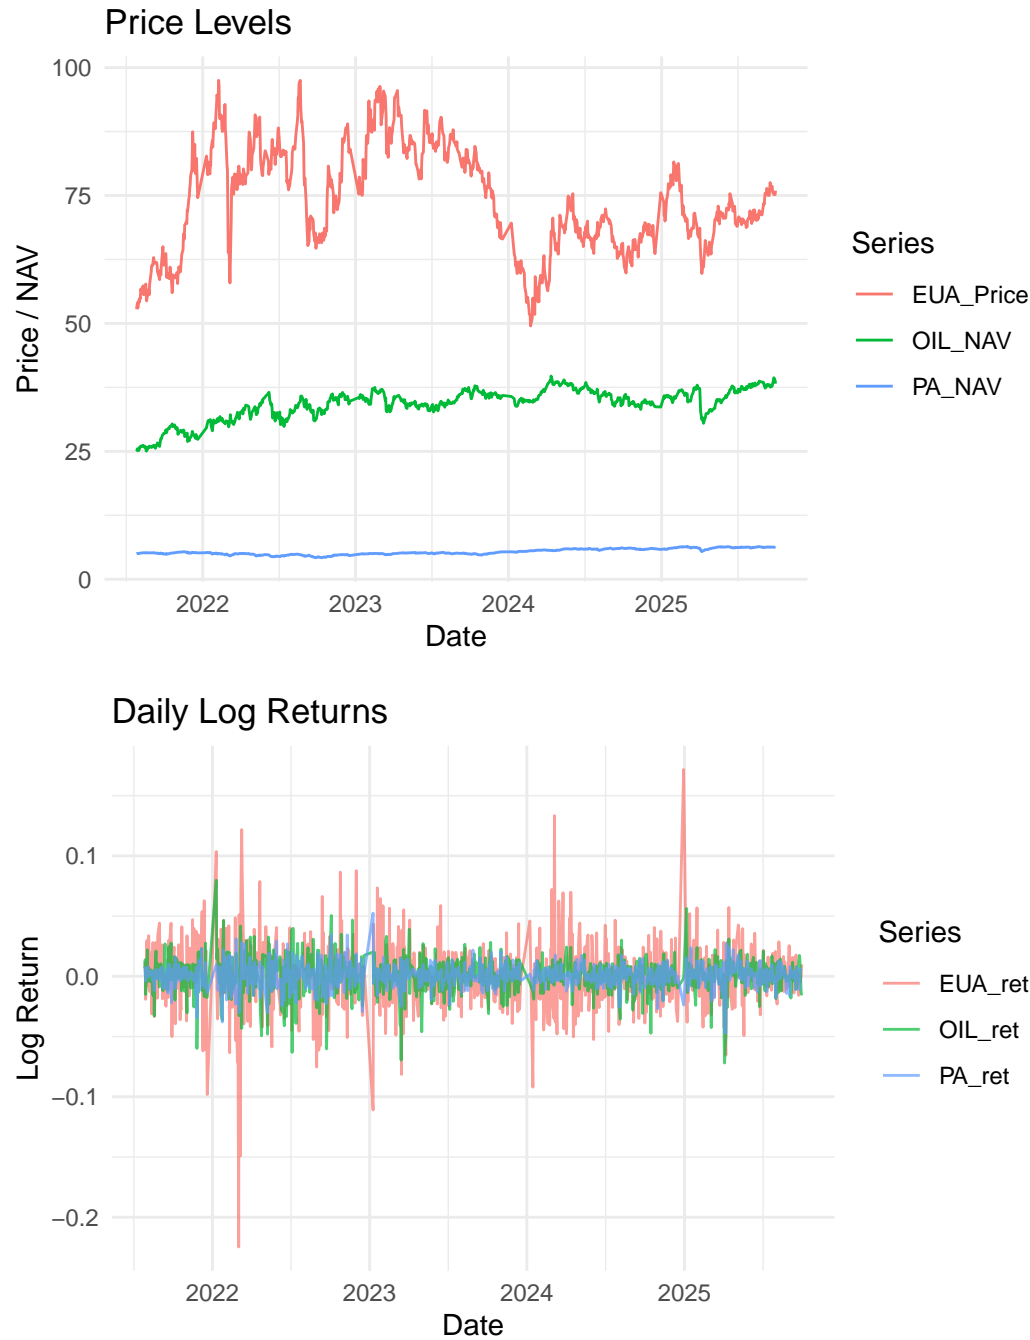 Price Levels
Price / NAV
100
75
50
25
0
2022 2023 2024 2025
Date
Series
EUA_Price
OIL_NAV
PA_NAV
Daily Log Returns
Log Return
0.1
0.0
−0.1
−0.2
2022 2023 2024 2025
Date
Series
EUA_ret
OIL_ret
PA_ret